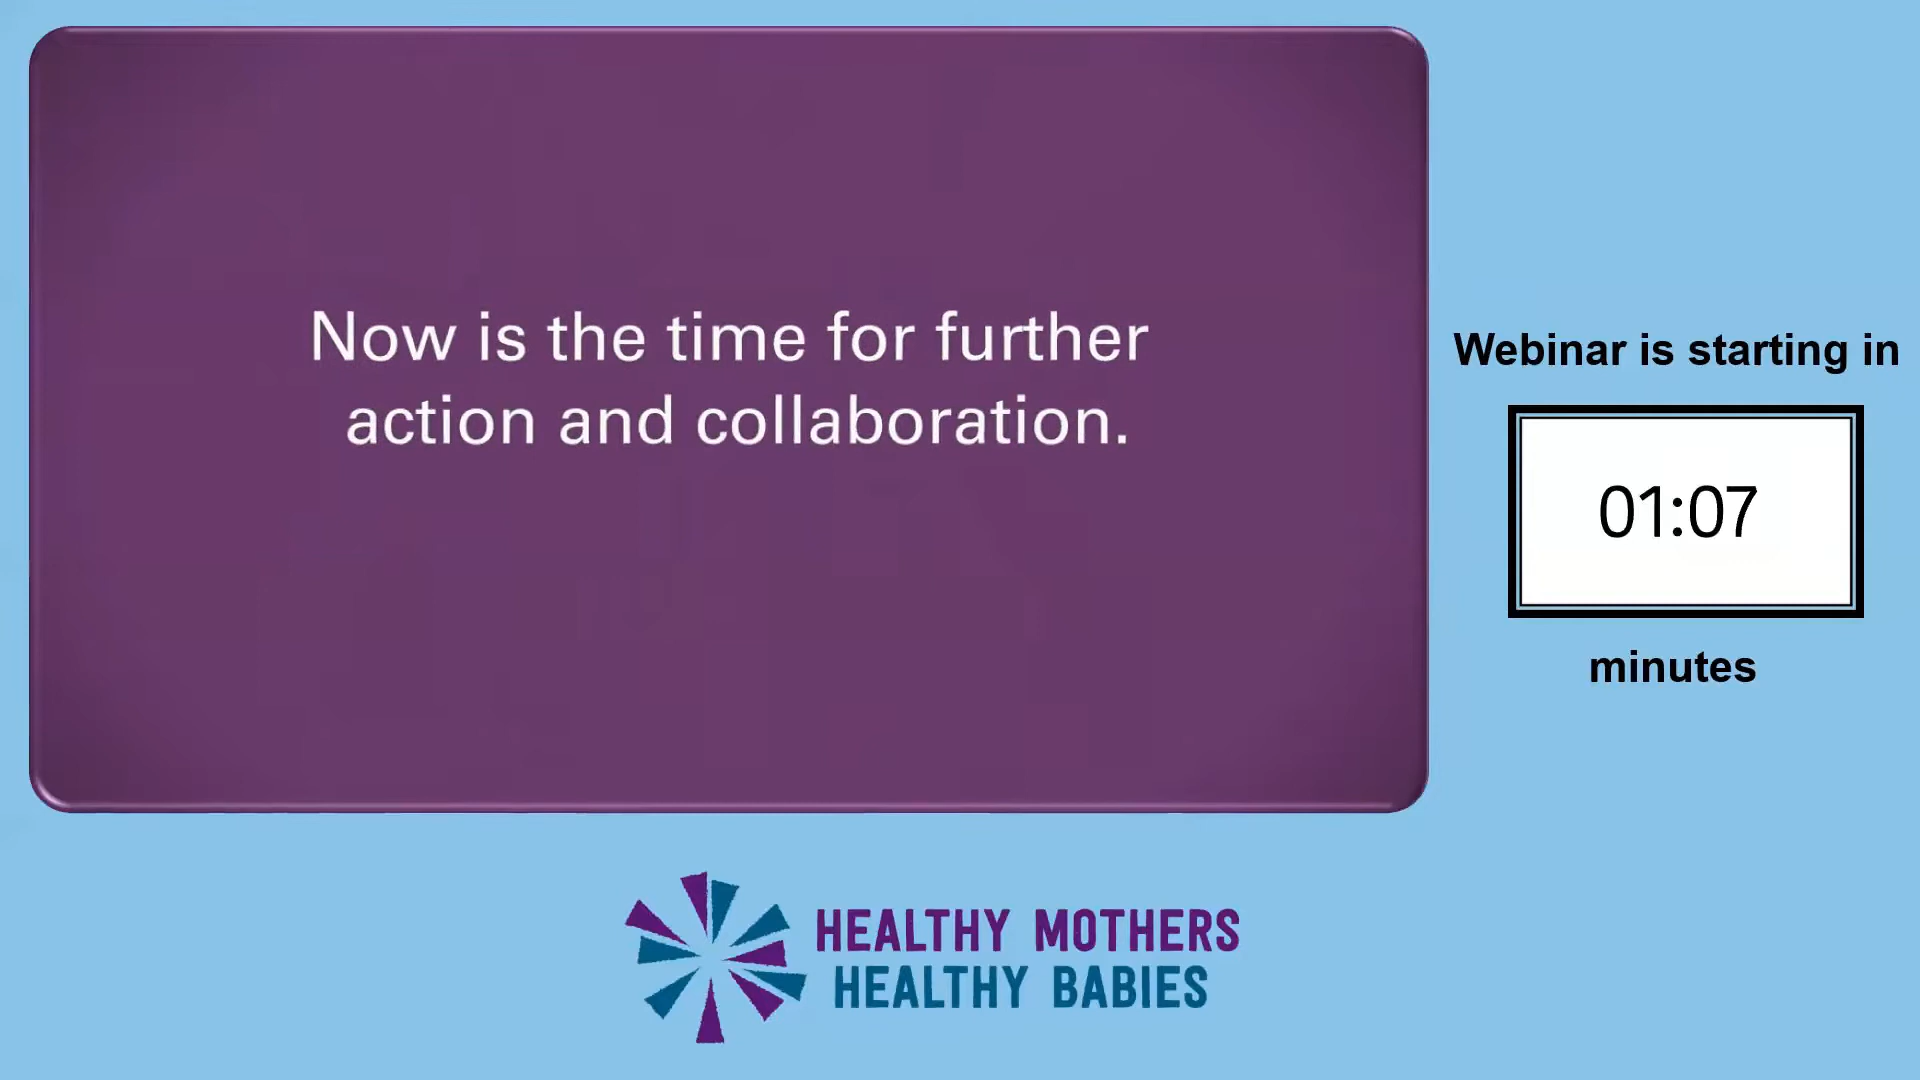 Now is the time for further
action and collaboration.
Webinar is starting in
01:07
minutes
HEALTHY MOTHERS
HEALTHY BABIES